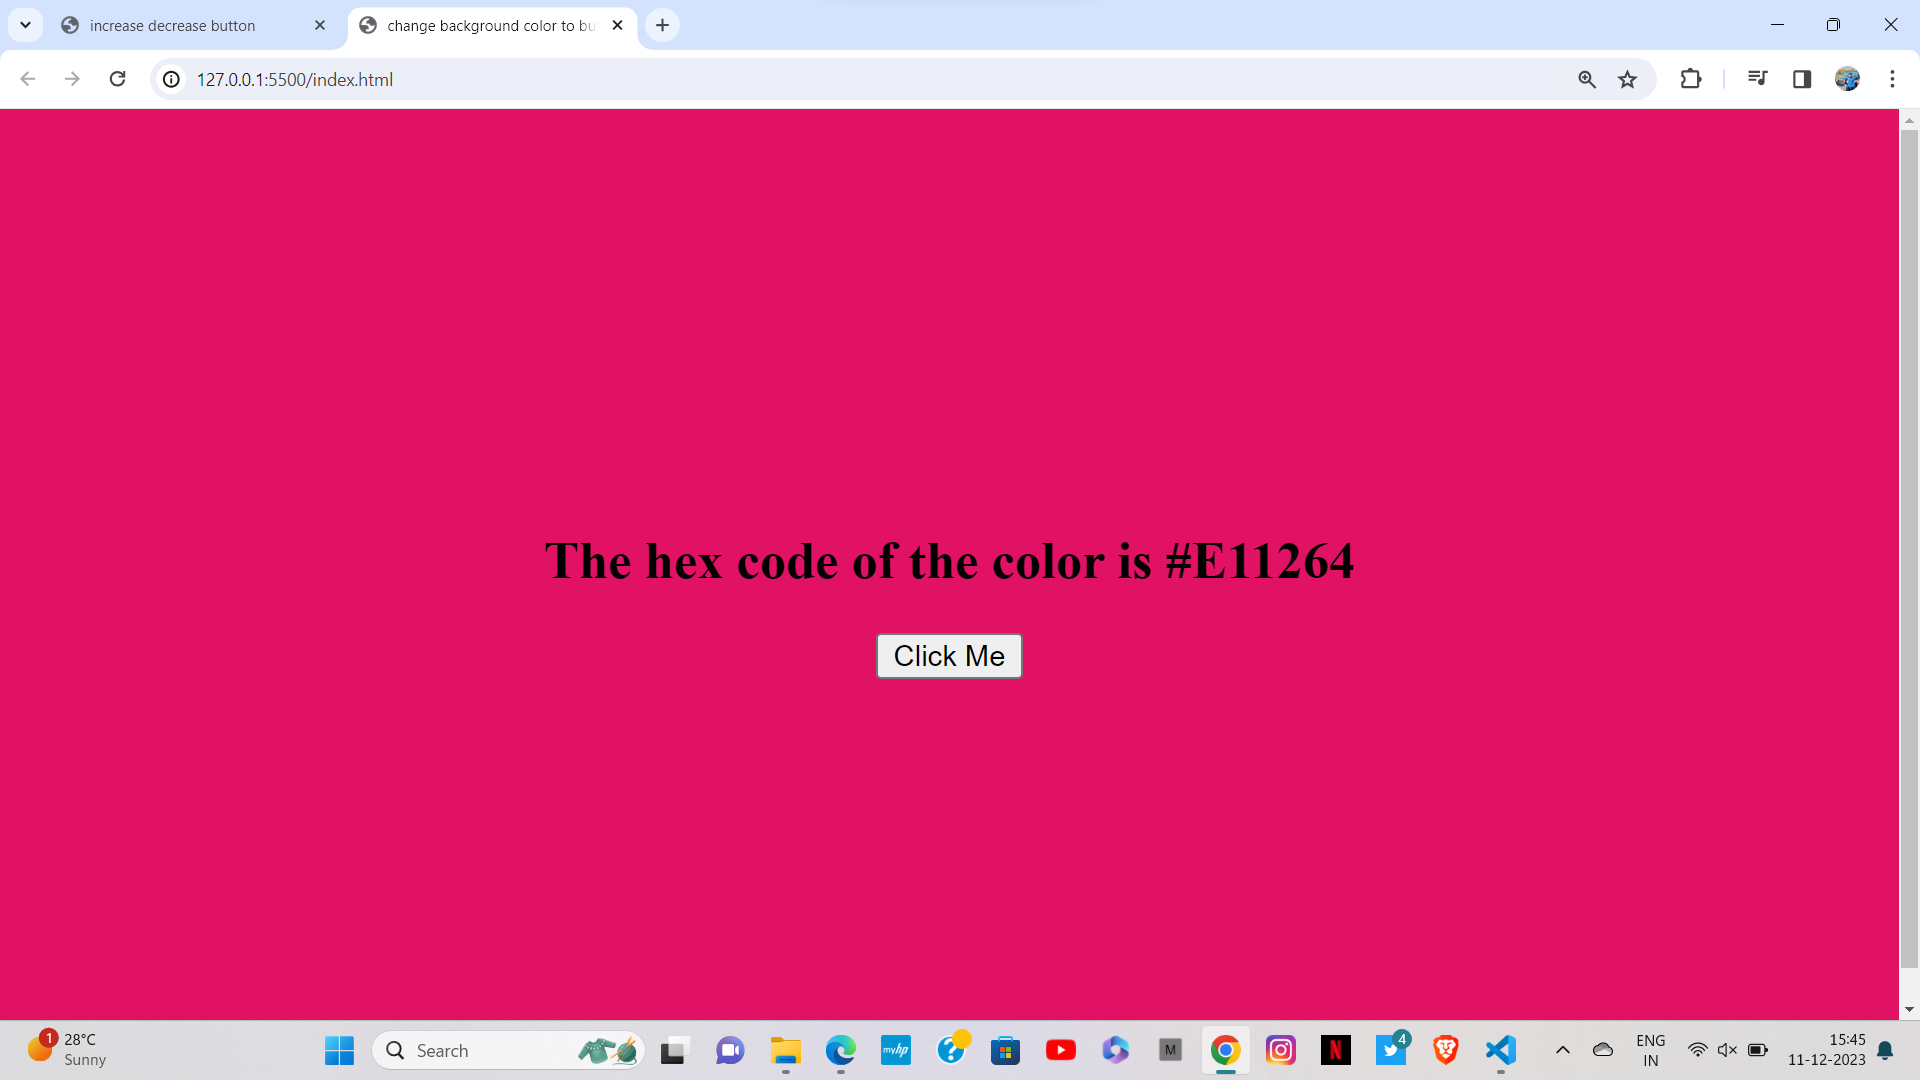 increase decrease button
change background color to bu
127.0.0.1:5500/index.html
The hex code of the color is #E11264
Click Me
1
28°C
Sunny
Search
myhp
?
M
N
4
ENG
IN
15:45
11-12-2023